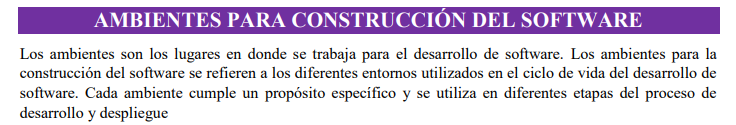 AMBIENTES PARA CONSTRUCCIÓN DEL SOFTWARE
Los ambientes son los lugares en donde se trabaja para el desarrollo de software. Los ambientes para la
construcción del software se refieren a los diferentes entornos utilizados en el ciclo de vida del desarrollo de
software. Cada ambiente cumple un propósito específico y se utiliza en diferentes etapas del proceso de
desarrollo y despliegue